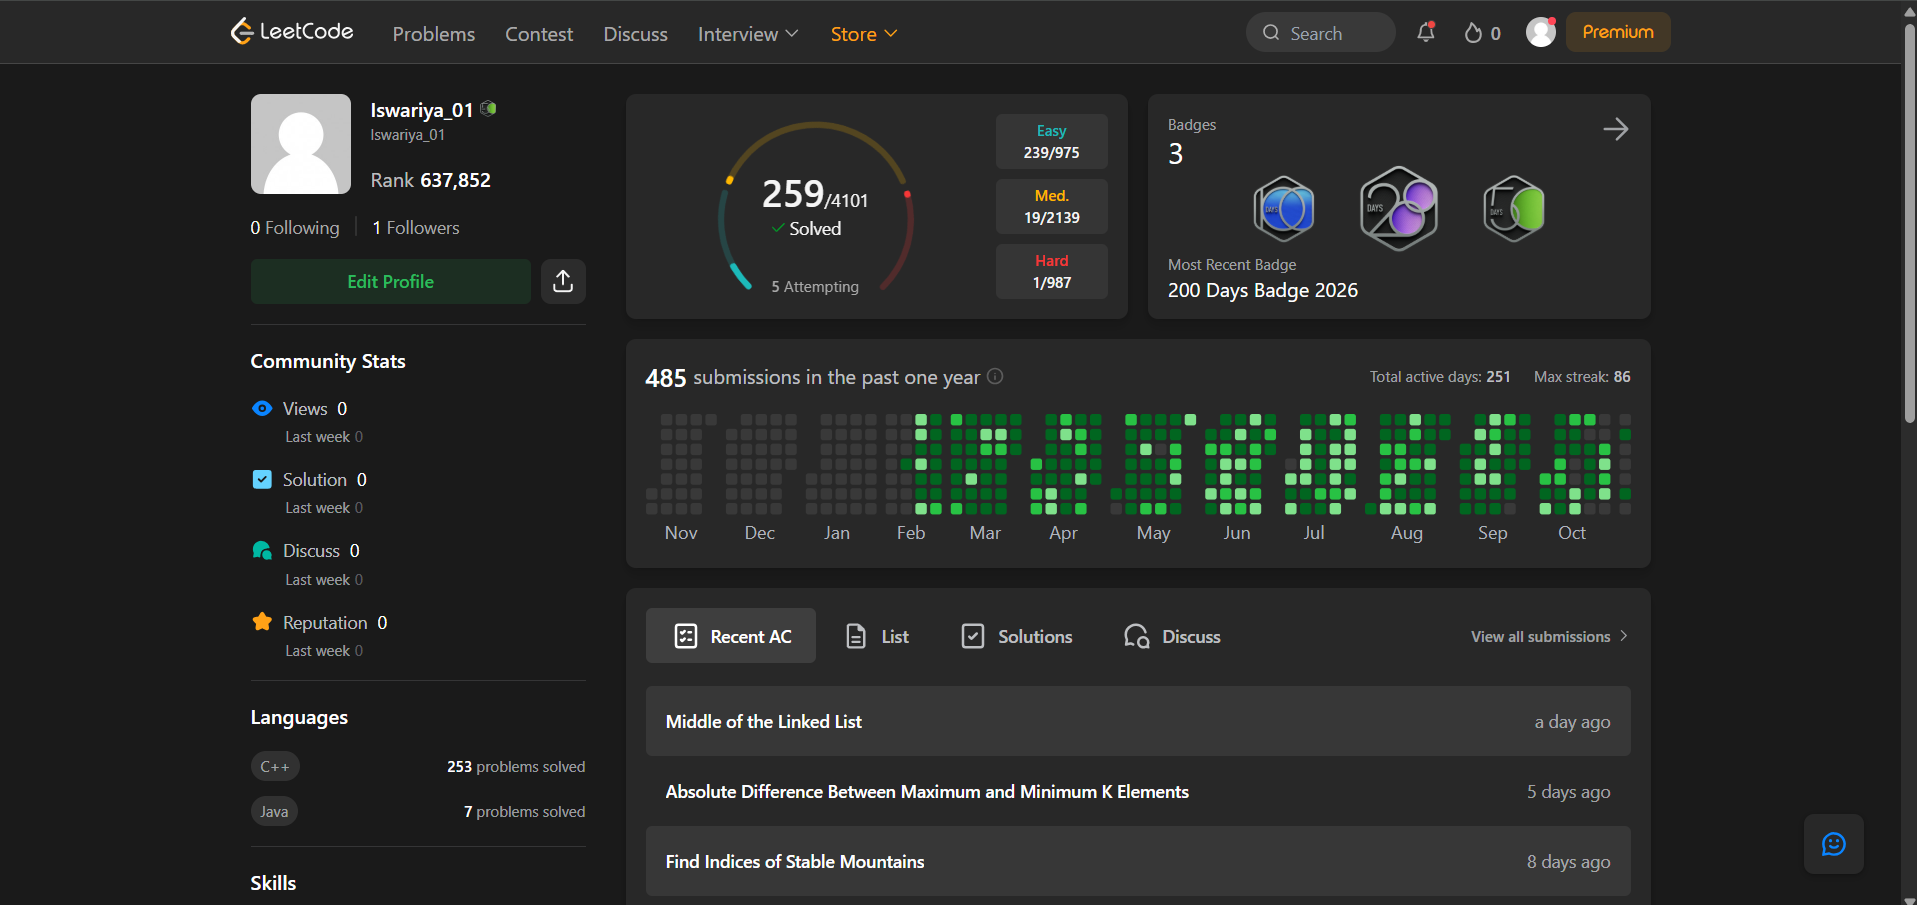 LeetCode Problems Contest Discuss Interview Store Search 0 Premium
Iswariya_01
Iswariya_01
Rank 637,852
0 Following 1 Followers
Edit Profile
Community Stats
Views 0
Last week 0
Solution 0
Last week 0
Discuss 0
Last week 0
Reputation 0
Last week 0
Languages
C++ 253 problems solved
Java 7 problems solved
Skills
259/4101
Solved
5 Attempting
Easy
239/975
Med.
19/2139
Hard
1/987
Badges
3
DAYS 100
DAYS
DAYS 50
Most Recent Badge
200 Days Badge 2026
485 submissions in the past one year Total active days: 251 Max streak: 86
Nov Dec Jan Feb Mar Apr May Jun Jul Aug Sep Oct
Recent AC List Solutions Discuss View all submissions
Middle of the Linked List a day ago
Absolute Difference Between Maximum and Minimum K Elements 5 days ago
Find Indices of Stable Mountains 8 days ago